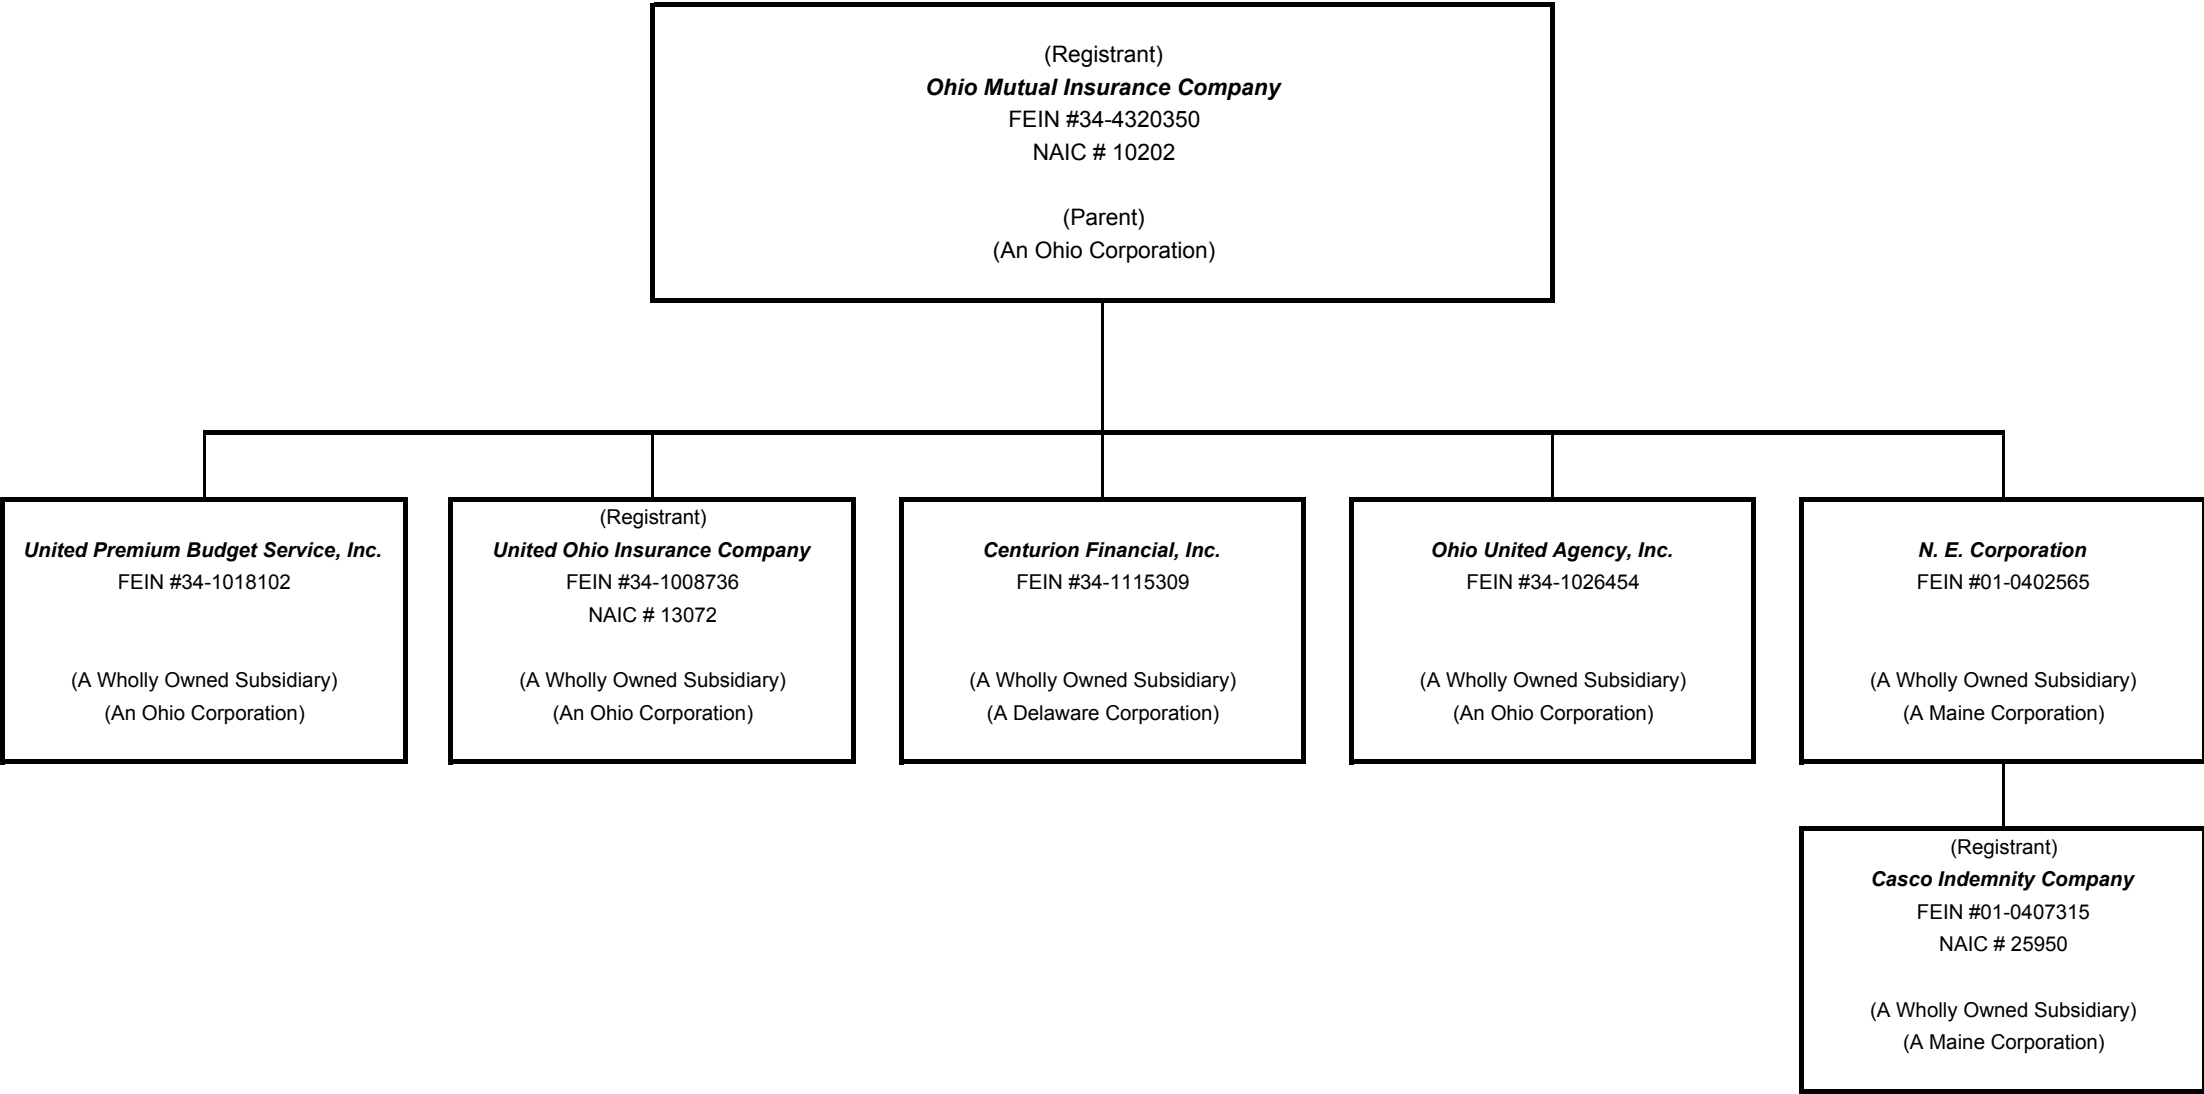 (Registrant)
Ohio Mutual Insurance Company
FEIN #34-4320350
NAIC # 10202
(Parent)
(An Ohio Corporation)
United Premium Budget Service, Inc.
FEIN #34-1018102
(A Wholly Owned Subsidiary)
(An Ohio Corporation)
(Registrant)
United Ohio Insurance Company
FEIN #34-1008736
NAIC # 13072
(A Wholly Owned Subsidiary)
(An Ohio Corporation)
Centurion Financial, Inc.
FEIN #34-1115309
(A Wholly Owned Subsidiary)
(A Delaware Corporation)
Ohio United Agency, Inc.
FEIN #34-1026454
(A Wholly Owned Subsidiary)
(An Ohio Corporation)
N. E. Corporation
FEIN #01-0402565
(A Wholly Owned Subsidiary)
(A Maine Corporation)
(Registrant)
Casco Indemnity Company
FEIN #01-0407315
NAIC # 25950
(A Wholly Owned Subsidiary)
(A Maine Corporation)